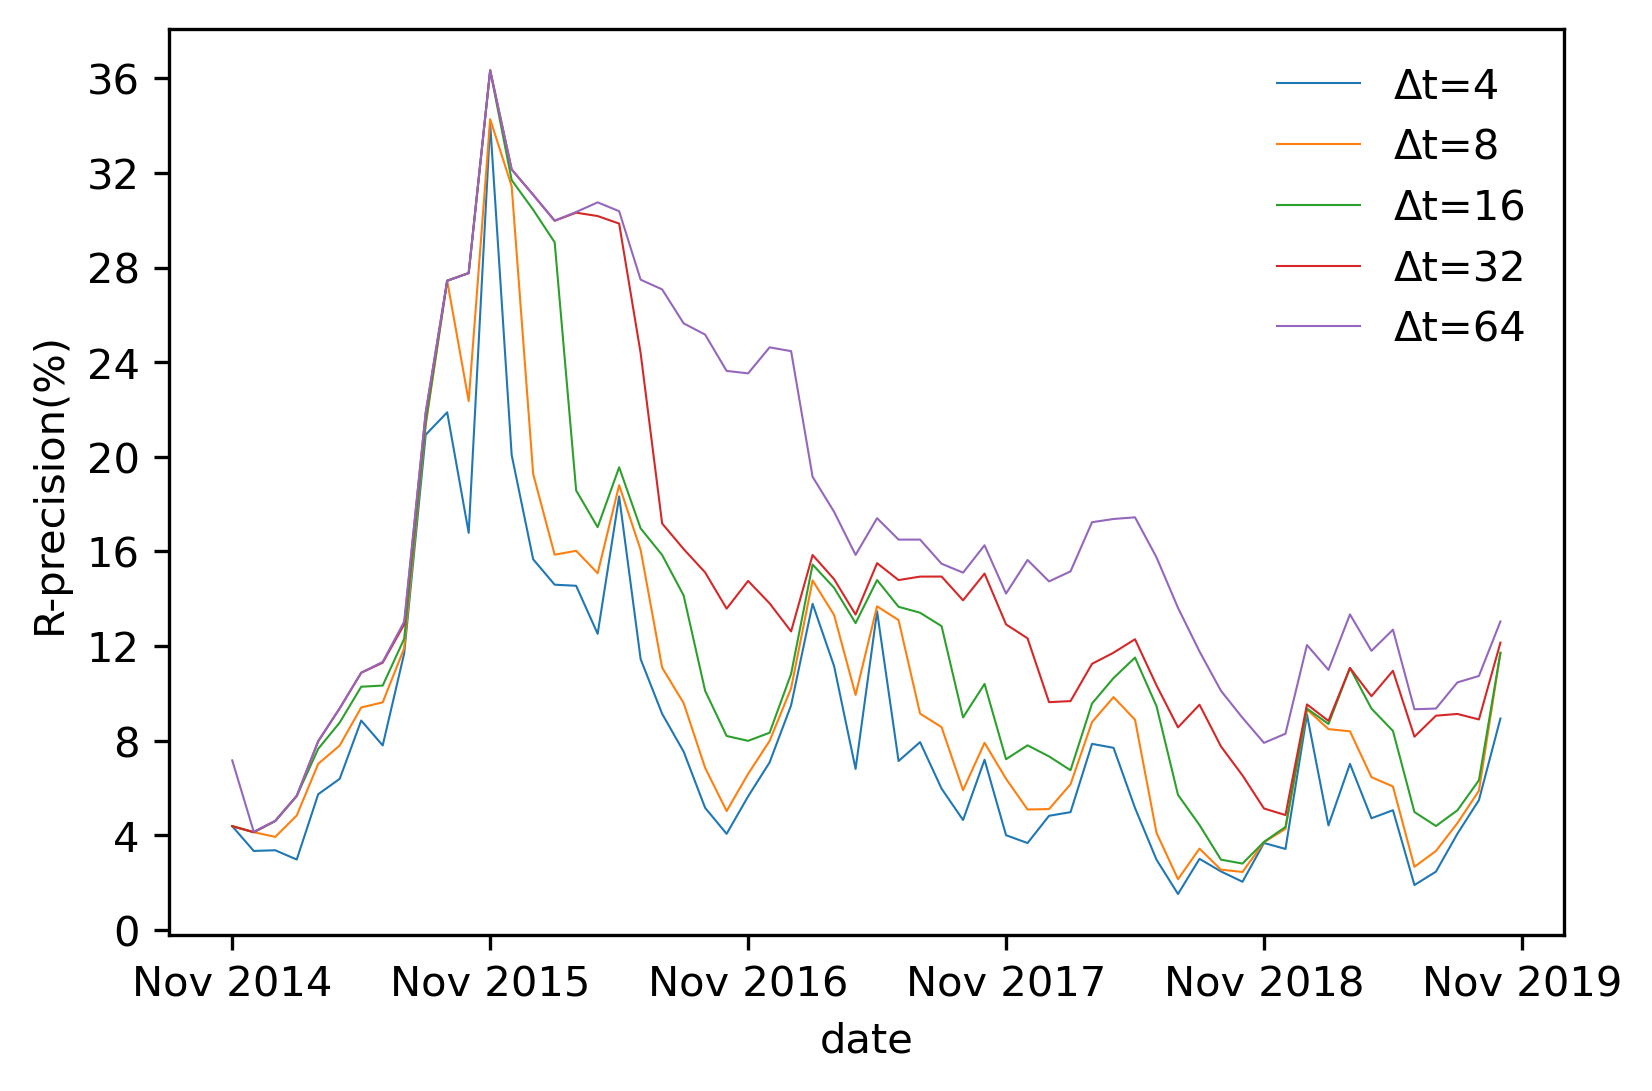 R-precision(%)
36
32
28
24
20
16
12
8
4
0
Δt=4
Δt=8
Δt=16
Δt=32
Δt=64
Nov 2014 Nov 2015 Nov 2016 Nov 2017 Nov 2018 Nov 2019
date